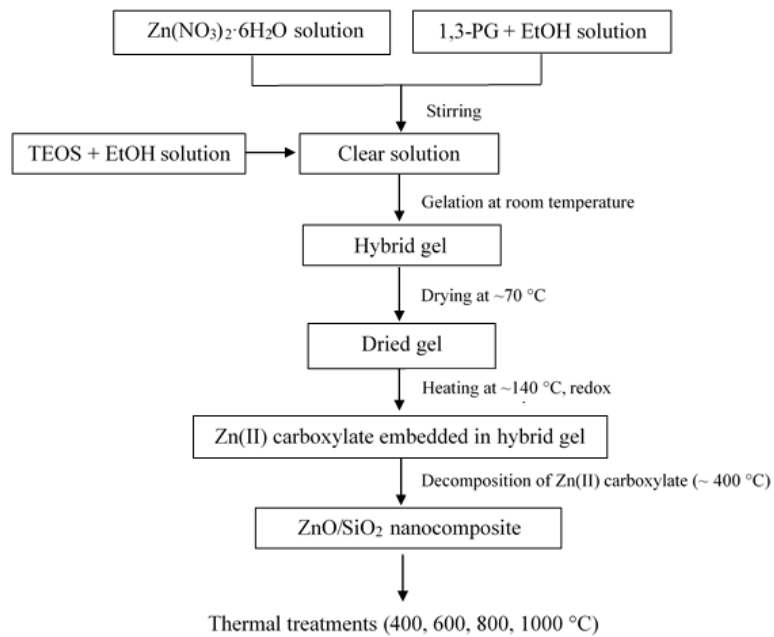 Zn(NO₃)₂·6H₂O solution
1,3-PG + EtOH solution
Stirring
TEOS + EtOH solution
Clear solution
Gelation at room temperature
Hybrid gel
Drying at ~70 °C
Dried gel
Heating at ~140 °C, redox
Zn(II) carboxylate embedded in hybrid gel
Decomposition of Zn(II) carboxylate (~ 400 °C)
ZnO/SiO₂ nanocomposite
Thermal treatments (400, 600, 800, 1000 °C)